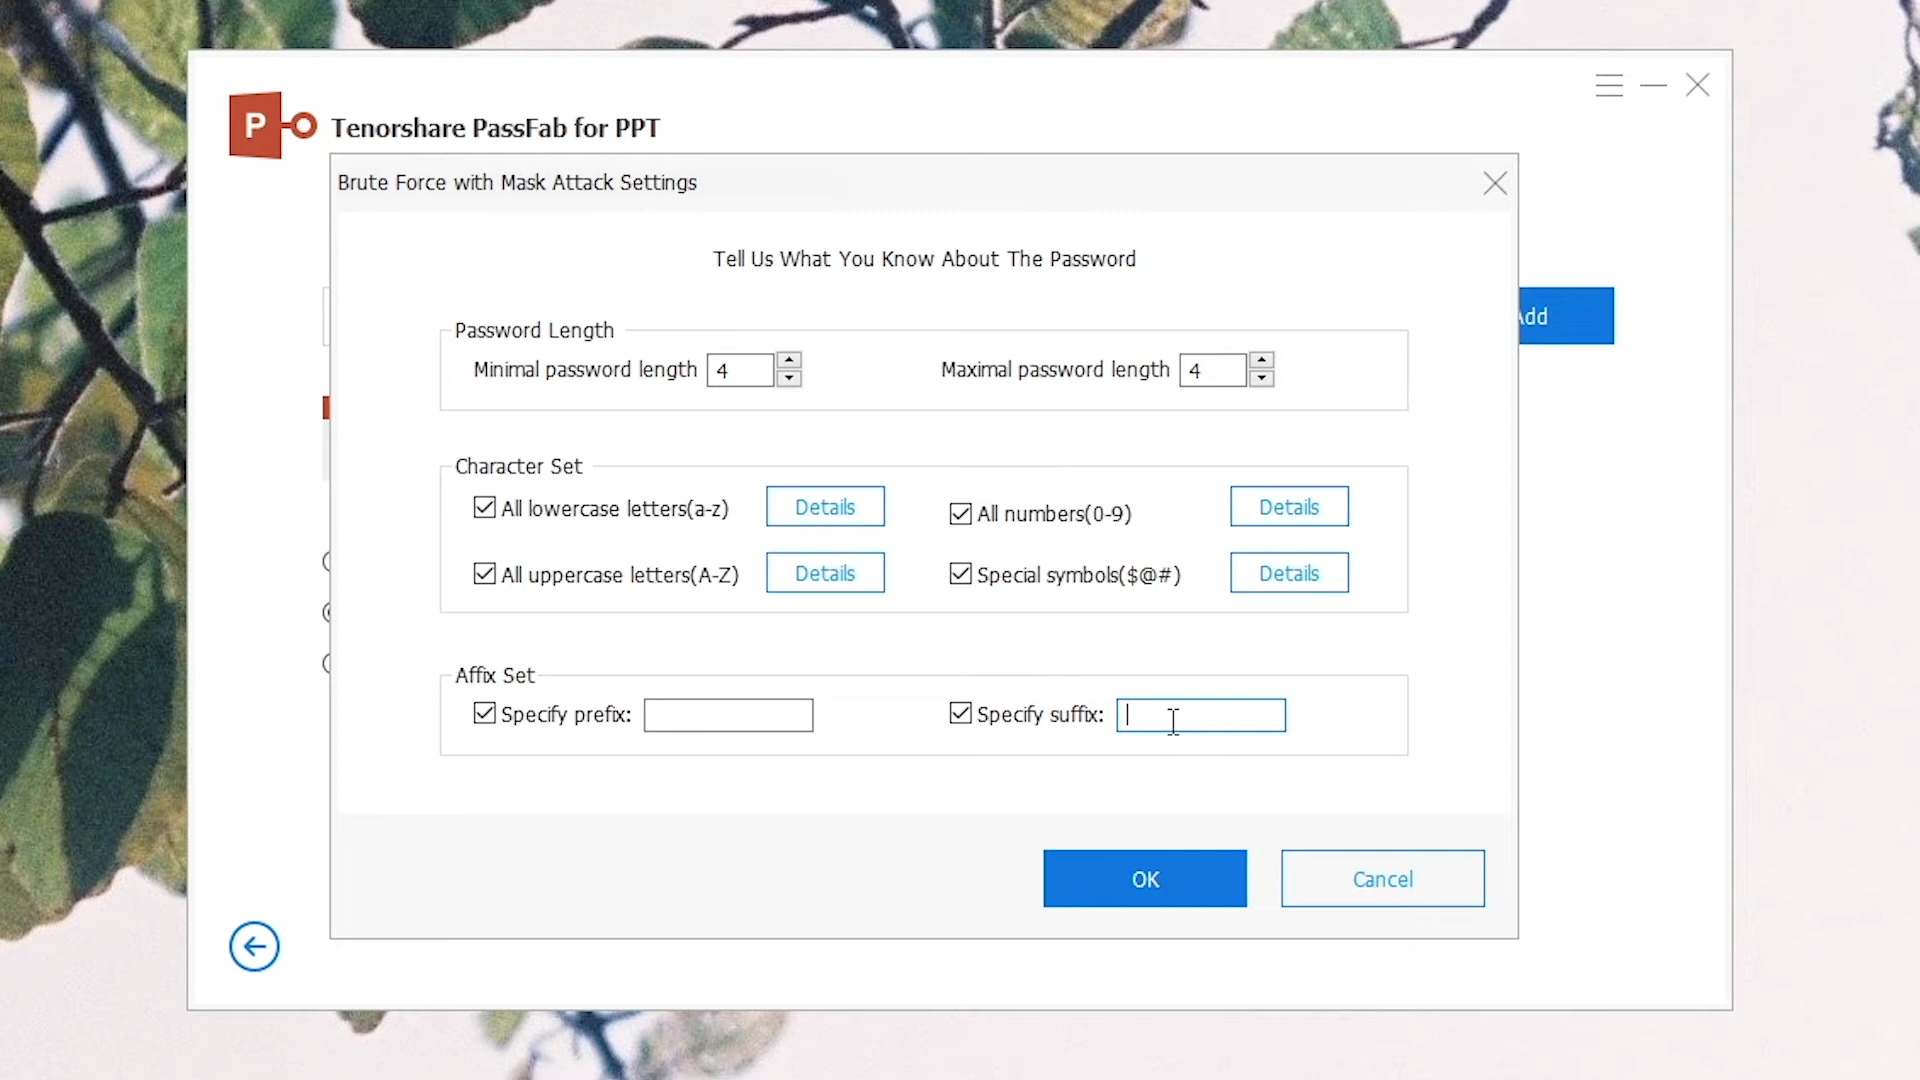 P
Tenorshare PassFab for PPT
Brute Force with Mask Attack Settings
Tell Us What You Know About The Password
Add
Password Length
Minimal password length 4
Maximal password length 4
Character Set
All lowercase letters(a-z) Details
All numbers(0-9) Details
All uppercase letters(A-Z) Details
Special symbols($@#) Details
Affix Set
Specify prefix:
Specify suffix:
OK
Cancel